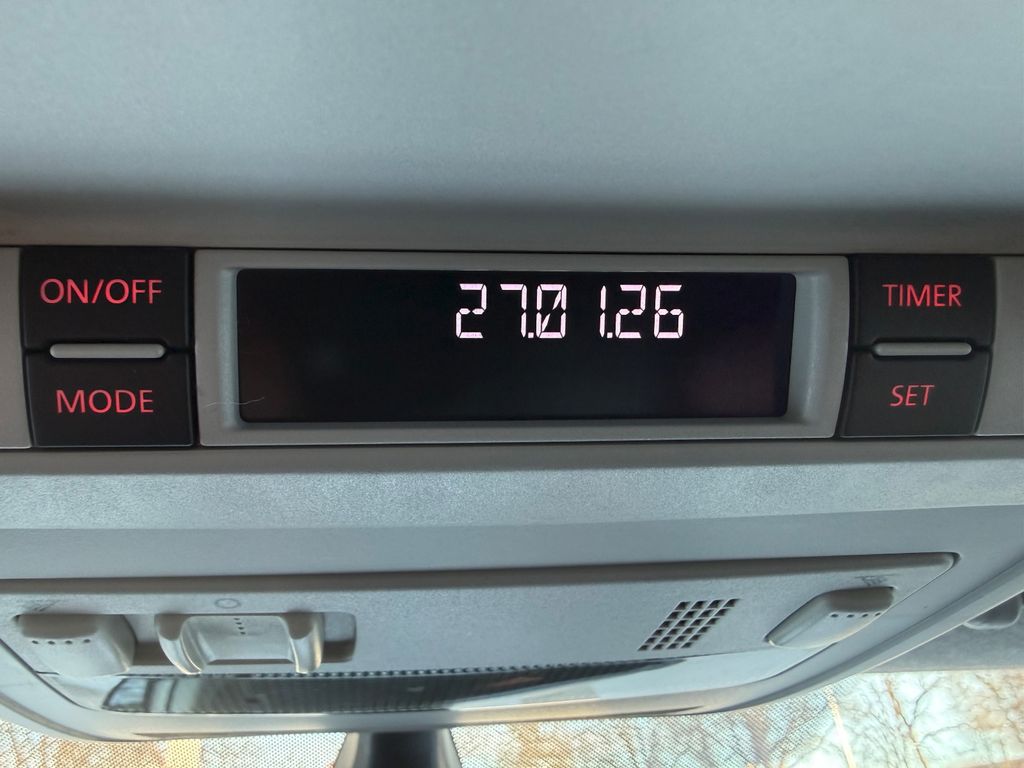 ON/OFF
MODE
27.01.26
TIMER
SET